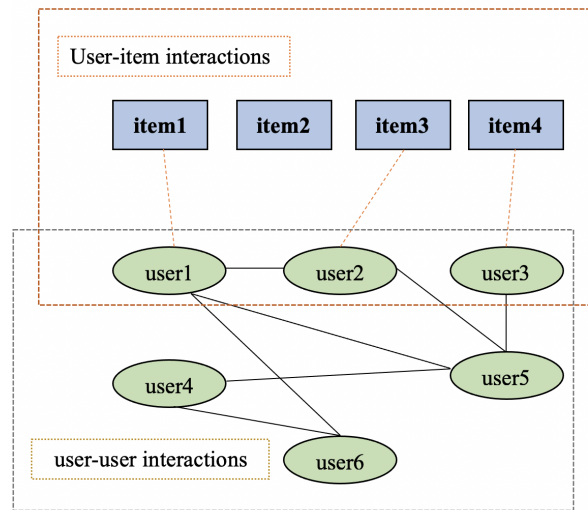 User-item interactions
item1
item2
item3
item4
user1
user2
user3
user4
user5
user-user interactions
user6